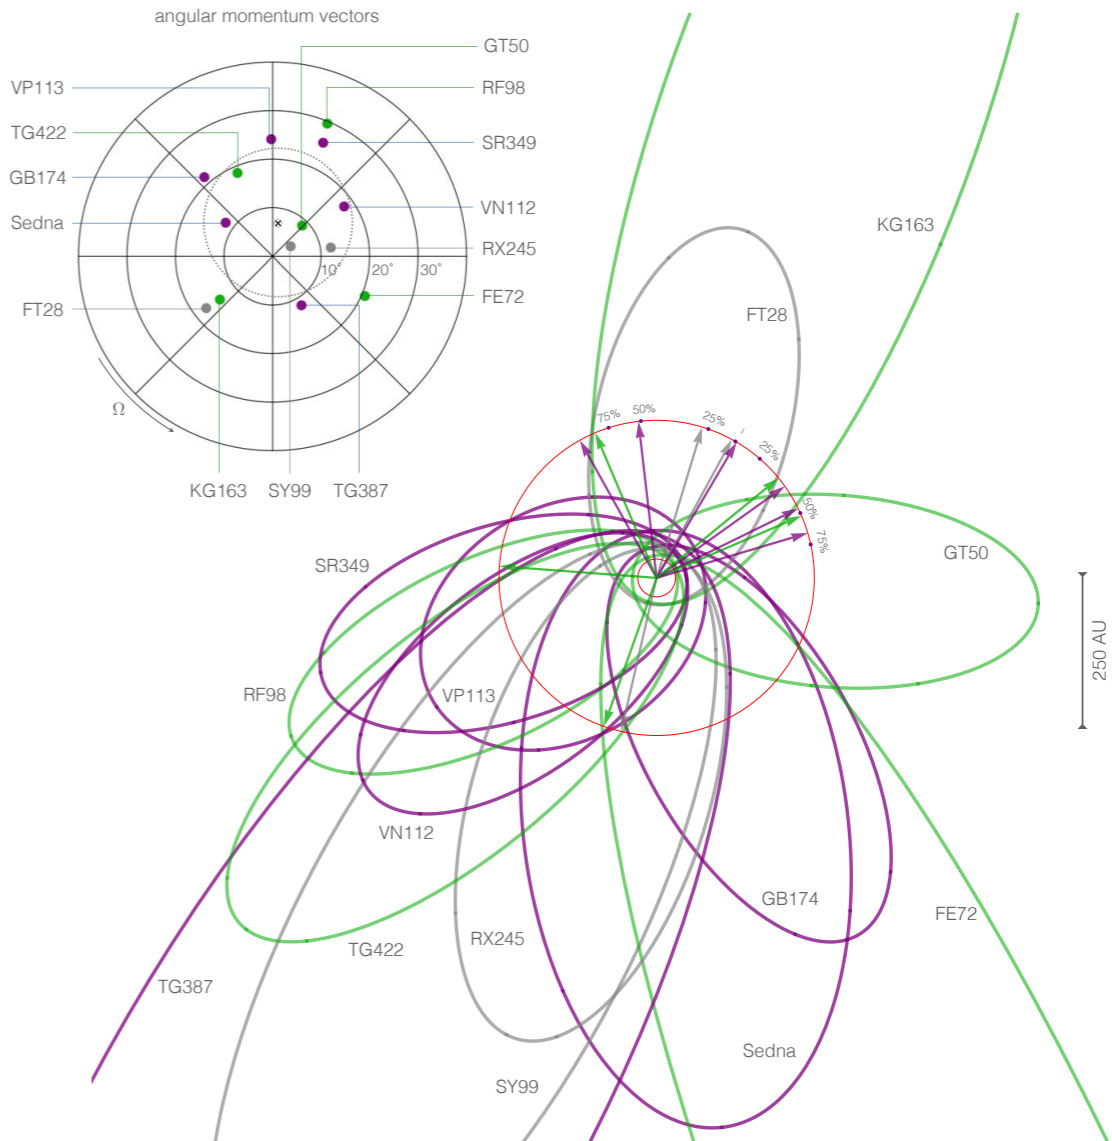 angular momentum vectors
GT50
VP113
RF98
TG422
SR349
GB174
VN112
Sedna
RX245
10° 20° 30°
FT28
FE72
Ω
KG163 SY99 TG387
KG163
FT28
75% 50% 25% 25% 50% 75%
GT50
SR349
250 AU
RF98
VP113
VN112
GB174
FE72
TG422
RX245
TG387
Sedna
SY99